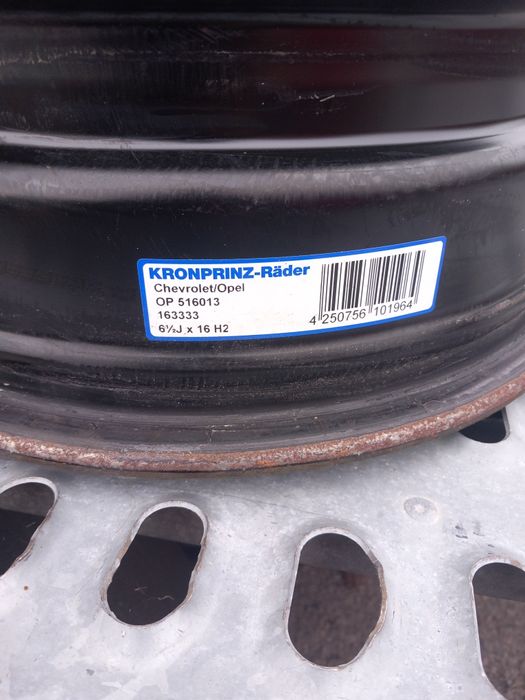 KRONPRINZ-Räder
Chevrolet/Opel
OP 516013
163333
6½J x 16 H2
4 250756 101964